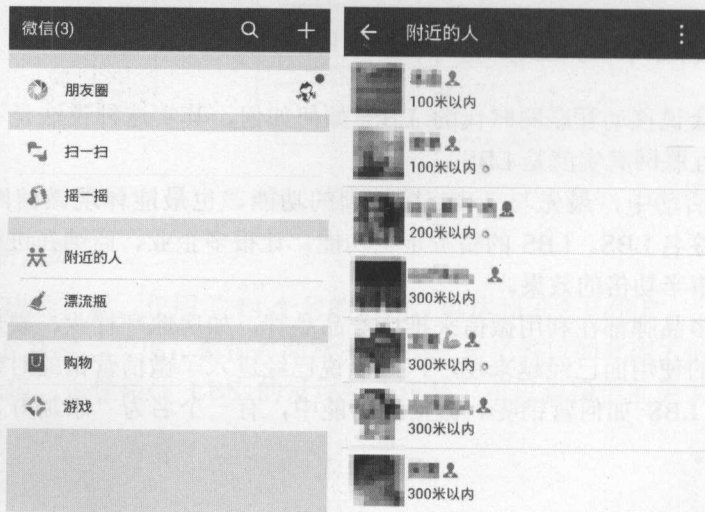 微信(3)
朋友圈
扫一扫
摇一摇
附近的人
漂流瓶
购物
游戏
附近的人
100米以内
100米以内
200米以内
300米以内
300米以内
300米以内
300米以内